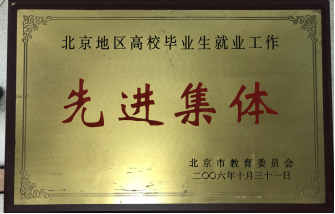 北京地区高校毕业生就业工作
先进集体
北京市教育委员会
二〇〇六年十月三十一日